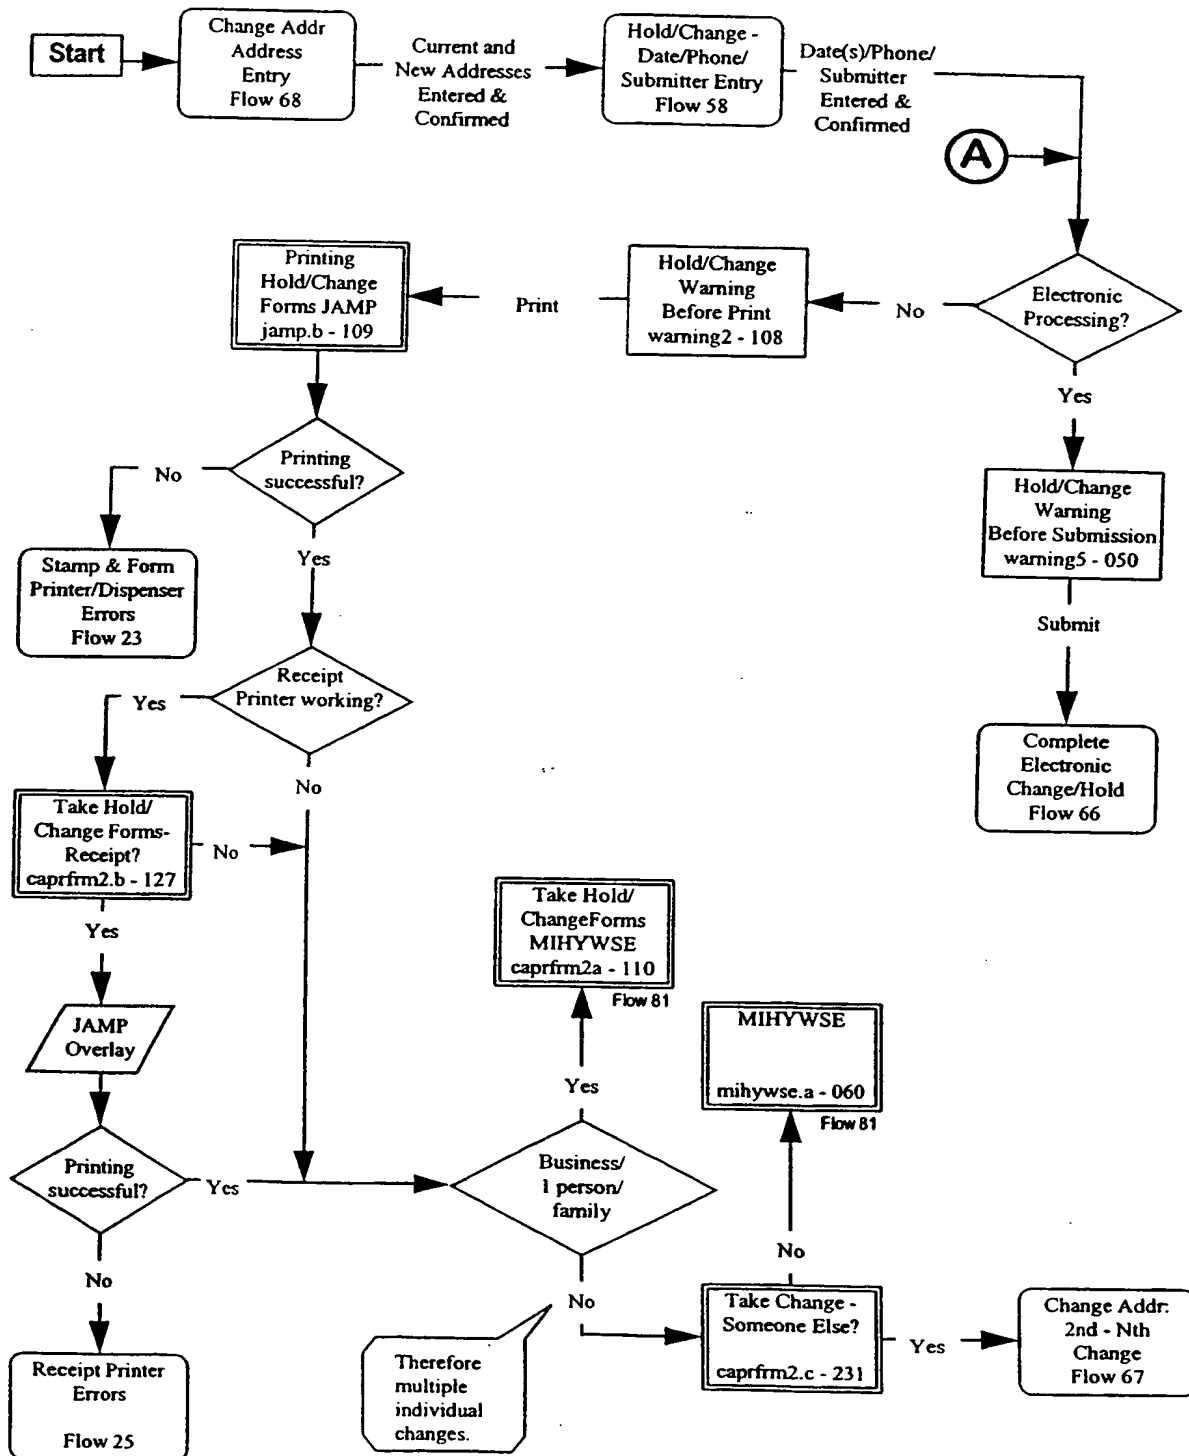 Start
Change Addr
Address
Entry
Flow 68
Current and
New Addresses
Entered &
Confirmed
Hold/Change -
Date/Phone/
Submitter Entry
Flow 58
Date(s)/Phone/
Submitter
Entered &
Confirmed
A
Electronic
Processing?
No
Hold/Change
Warning
Before Print
warning2 - 108
Print
Printing
Hold/Change
Forms JAMP
jamp.b - 109
Yes
Hold/Change
Warning
Before Submission
warning5 - 050
Submit
Complete
Electronic
Change/Hold
Flow 66
Printing
successful?
No
Stamp & Form
Printer/Dispenser
Errors
Flow 23
Yes
Receipt
Printer working?
Yes
No
Take Hold/
Change Forms-
Receipt?
caprfrm2.b - 127
No
Yes
JAMP
Overlay
Printing
successful?
Yes
No
Receipt Printer
Errors
Flow 25
Take Hold/
ChangeForms
MIHYWSE
caprfrm2a - 110
Flow 81
Yes
Business/
1 person/
family
No
Therefore
multiple
individual
changes.
MIHYWSE
mihywse.a - 060
Flow 81
No
Take Change -
Someone Else?
caprfrm2.c - 231
Yes
Change Addr:
2nd - Nth
Change
Flow 67